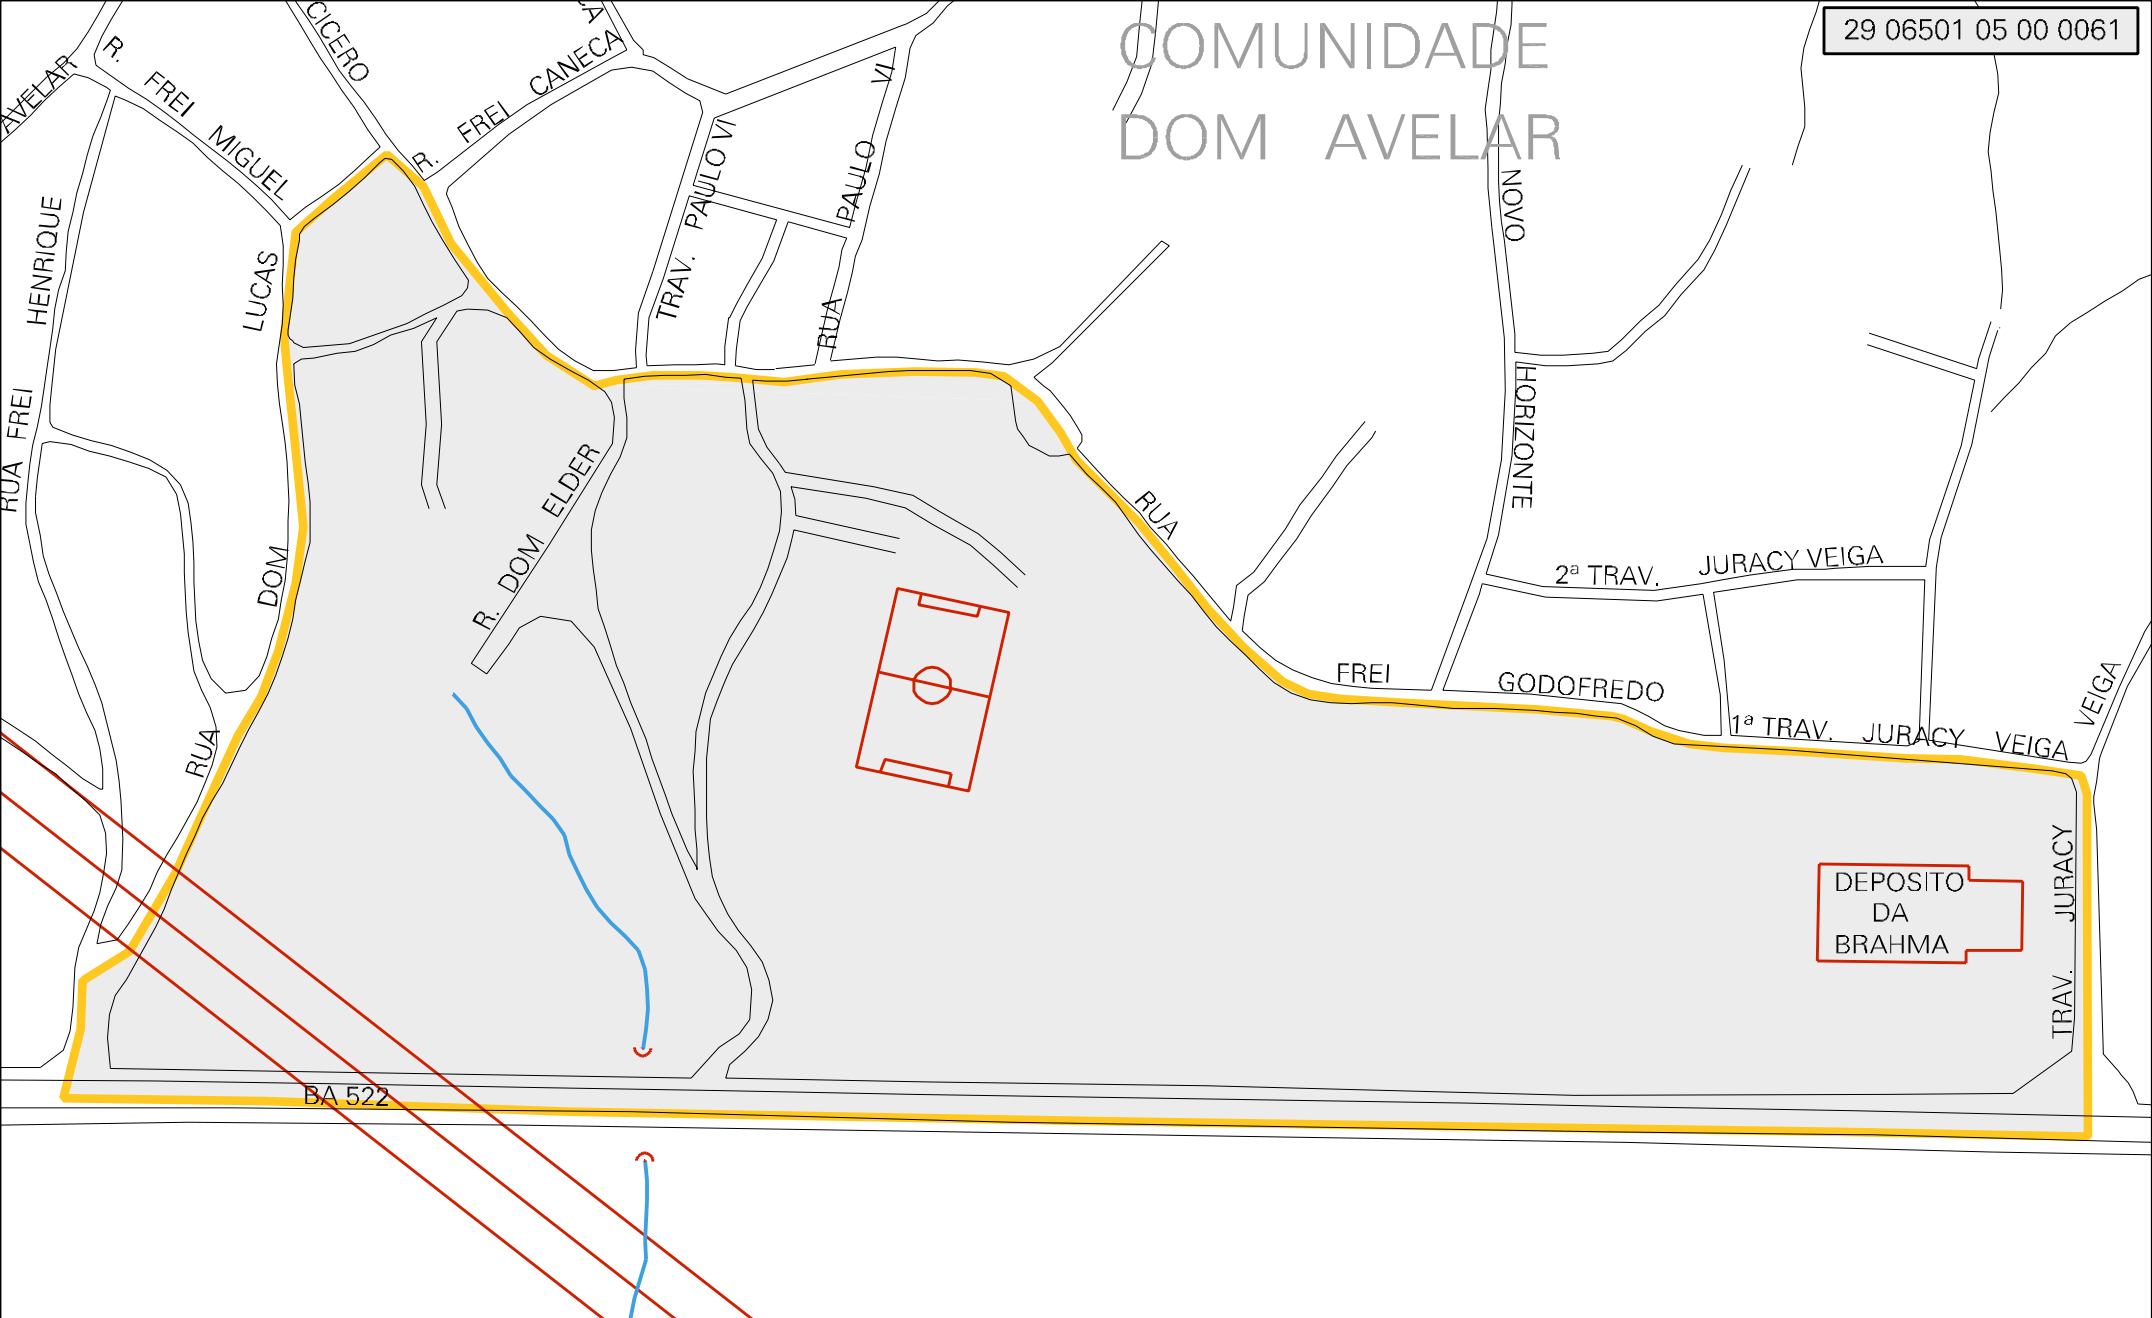 29 06501 05 00 0061
COMUNIDADE
DOM AVELAR
AVELAR
R. FREI MIGUEL
CICERO
CA
R. FREI CANECA
RUA FREI HENRIQUE
RUA DOM LUCAS
TRAV. PAULO VI
RUA PAULO VI
NOVO HORIZONTE
R. DOM ELDER
RUA FREI GODOFREDO
2ª TRAV. JURACY VEIGA
1ª TRAV. JURACY VEIGA
VEIGA
TRAV. JURACY
DEPOSITO
DA
BRAHMA
BA 522